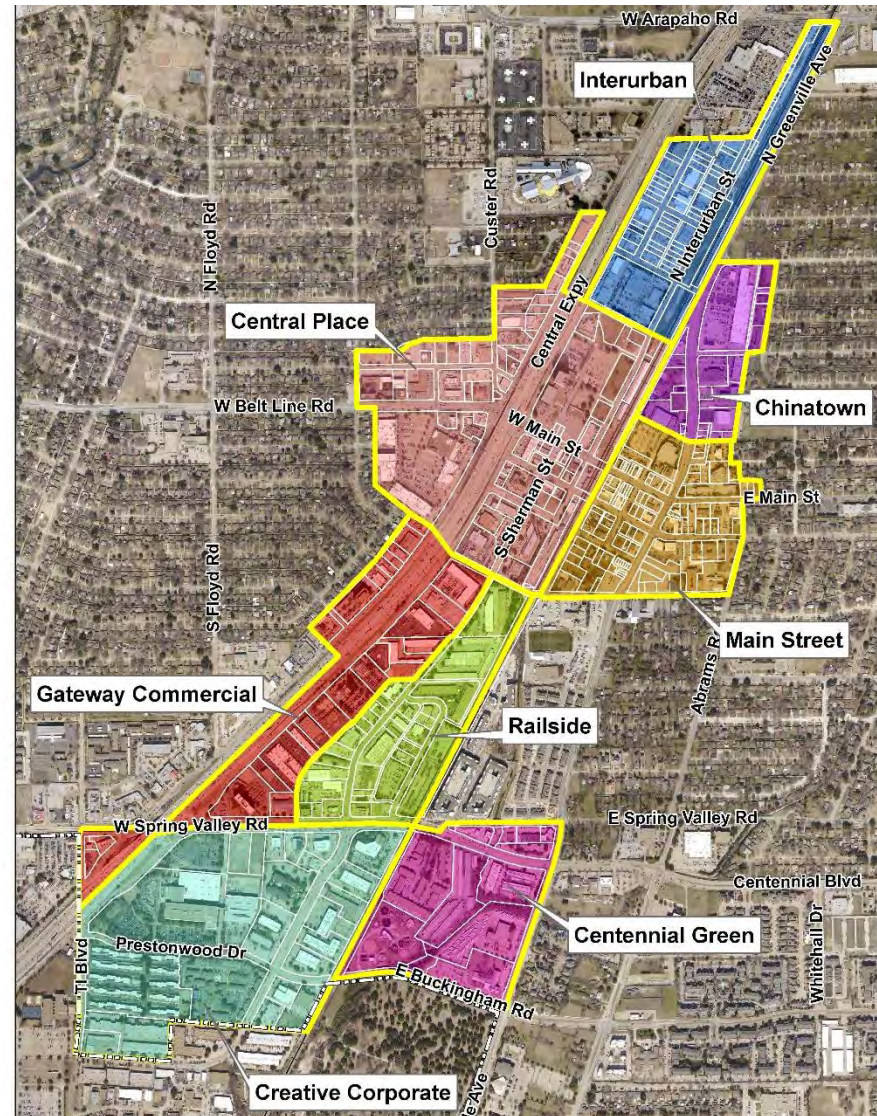 W Arapaho Rd
Interurban
N Greenville Ave
N Floyd Rd
Custer Rd
N Interurban St
Central Expy
Central Place
W Belt Line Rd
Chinatown
W Main St
E Main St
S Sherman St
S Floyd Rd
Main Street
Abrams R
Gateway Commercial
Railside
W Spring Valley Rd
E Spring Valley Rd
Centennial Blvd
Centennial Green
Whitehall Dr
Prestonwood Dr
TI Blvd
E Buckingham Rd
Creative Corporate
e Ave